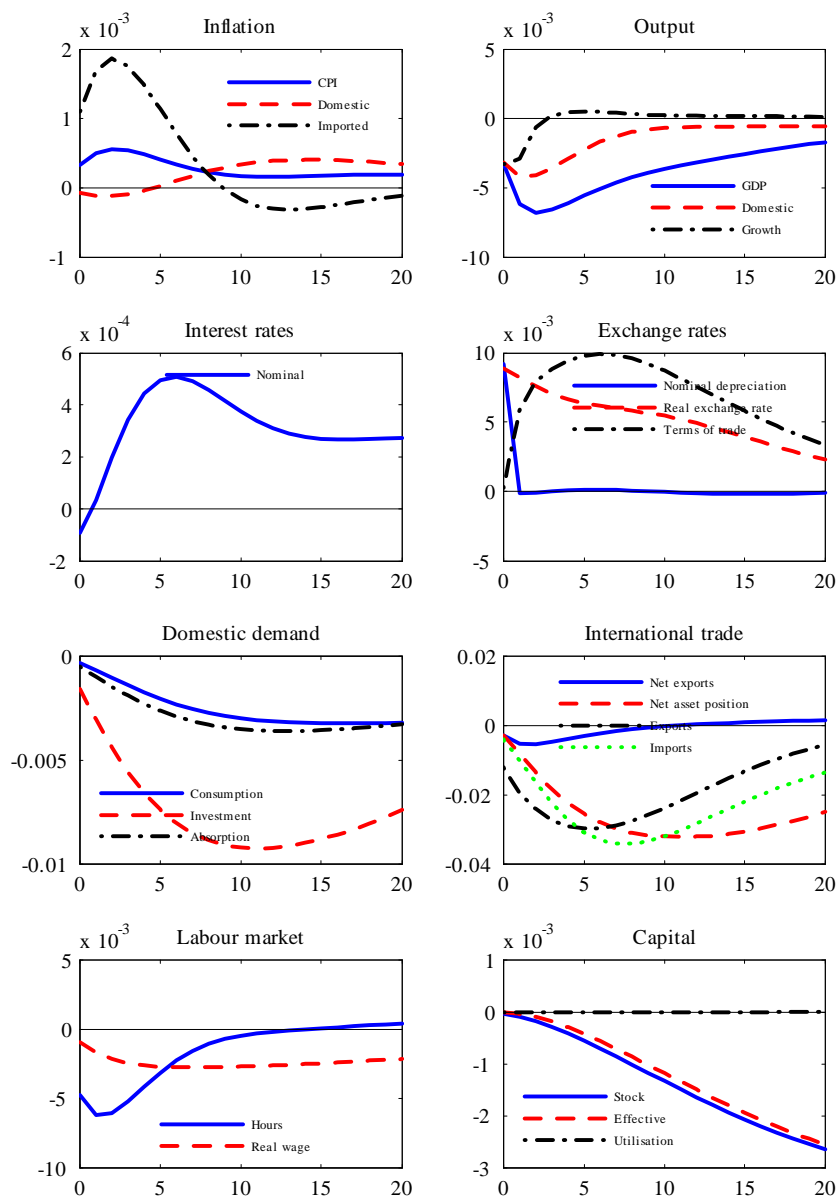 Inflation
x 10^-3
2
1
0
-1
0 5 10 15 20
CPI
Domestic
Imported
Output
x 10^-3
5
0
-5
-10
0 5 10 15 20
GDP
Domestic
Growth
Interest rates
x 10^-4
6
4
2
0
-2
0 5 10 15 20
Nominal
Exchange rates
x 10^-3
10
5
0
-5
0 5 10 15 20
Nominal depreciation
Real exchange rate
Terms of trade
Domestic demand
0
-0.005
-0.01
0 5 10 15 20
Consumption
Investment
Absorption
International trade
0.02
0
-0.02
-0.04
0 5 10 15 20
Net exports
Net asset position
Exports
Imports
Labour market
x 10^-3
5
0
-5
-10
0 5 10 15 20
Hours
Real wage
Capital
x 10^-3
1
0
-1
-2
-3
0 5 10 15 20
Stock
Effective
Utilisation